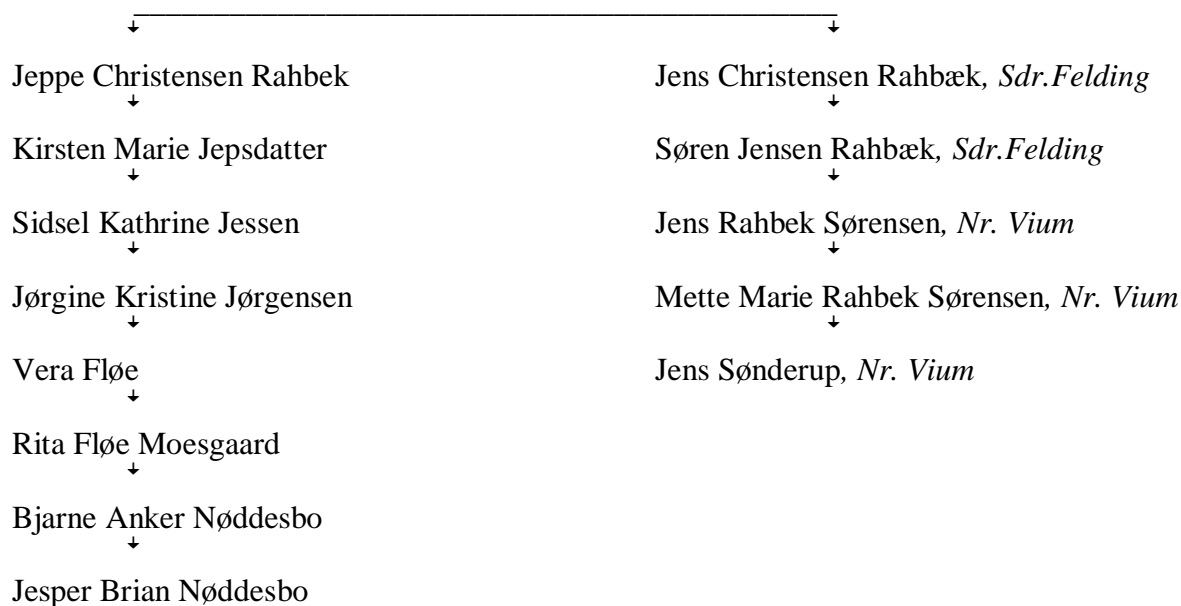 Jeppe Christensen Rahbek
Jens Christensen Rahbæk, Sdr.Felding
Kirsten Marie Jepsdatter
Søren Jensen Rahbæk, Sdr.Felding
Sidsel Kathrine Jessen
Jens Rahbek Sørensen, Nr. Vium
Jørgine Kristine Jørgensen
Mette Marie Rahbek Sørensen, Nr. Vium
Vera Fløe
Jens Sønderup, Nr. Vium
Rita Fløe Moesgaard
Bjarne Anker Nøddesbo
Jesper Brian Nøddesbo